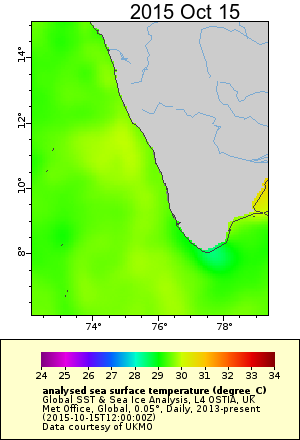 2015 Oct 15
14°
12°
10°
8°
74° 76° 78°
24 25 26 27 28 29 30 31 32 33 34
analysed sea surface temperature (degree_C)
Global SST & Sea Ice Analysis, L4 OSTIA, UK
Met Office, Global, 0.05°, Daily, 2013-present
(2015-10-15T12:00:00Z)
Data courtesy of UKMO